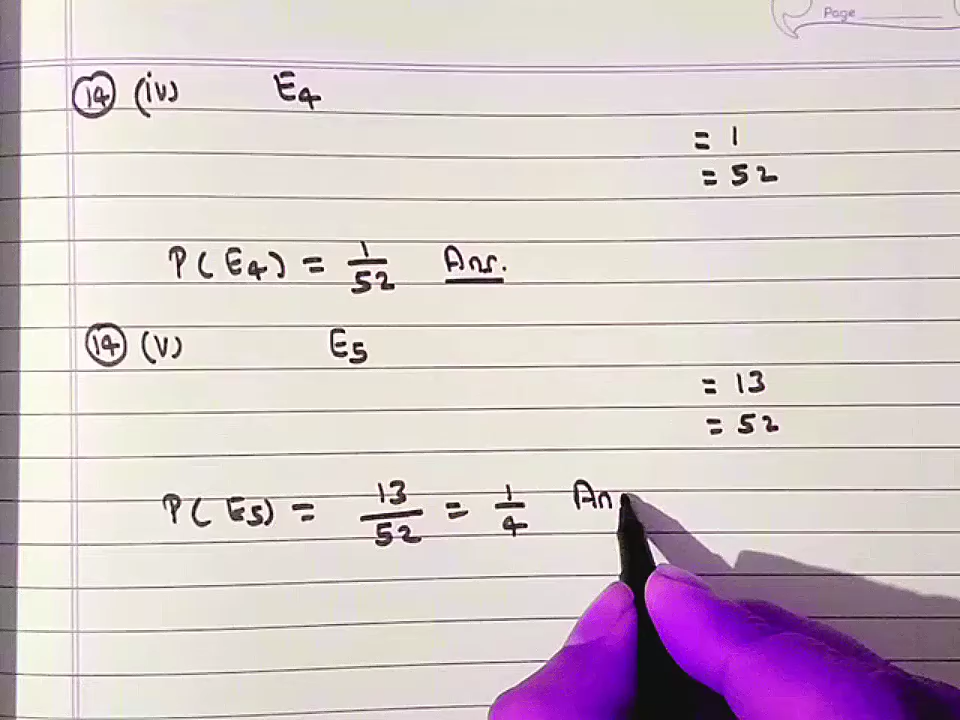 Page
14 (iv) E4
= 1
= 52
P(E4) = 1/52 Ans.
14 (v) E5
= 13
= 52
P(E5) = 13/52 = 1/4 An